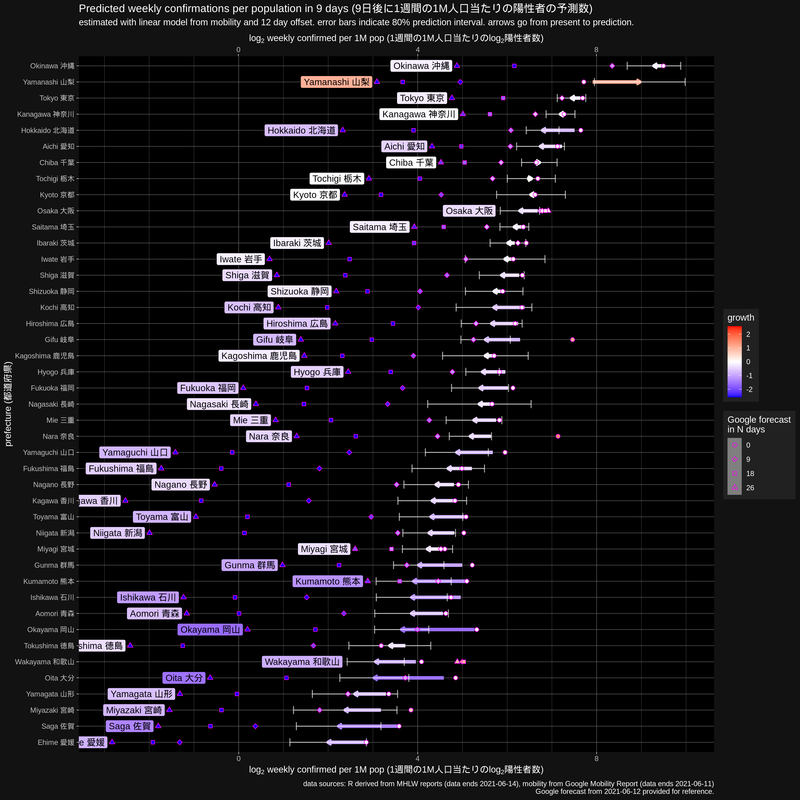 Predicted weekly confirmations per population in 9 days (9日後に1週間の1M人口当たりの陽性者の予測数)
estimated with linear model from mobility and 12 day offset. error bars indicate 80% prediction interval. arrows go from present to prediction.
log₂ weekly confirmed per 1M pop (1週間の1M人口当たりのlog₂陽性者数)
0 4 8
prefecture (都道府県)
Okinawa 沖縄 Okinawa 沖縄
Yamanashi 山梨 Yamanashi 山梨
Tokyo 東京 Tokyo 東京
Kanagawa 神奈川 Kanagawa 神奈川
Hokkaido 北海道 Hokkaido 北海道
Aichi 愛知 Aichi 愛知
Chiba 千葉 Chiba 千葉
Tochigi 栃木 Tochigi 栃木
Kyoto 京都 Kyoto 京都
Osaka 大阪 Osaka 大阪
Saitama 埼玉 Saitama 埼玉
Ibaraki 茨城 Ibaraki 茨城
Iwate 岩手 Iwate 岩手
Shiga 滋賀 Shiga 滋賀
Shizuoka 静岡 Shizuoka 静岡
Kochi 高知 Kochi 高知
Hiroshima 広島 Hiroshima 広島
Gifu 岐阜 Gifu 岐阜
Kagoshima 鹿児島 Kagoshima 鹿児島
Hyogo 兵庫 Hyogo 兵庫
Fukuoka 福岡 Fukuoka 福岡
Nagasaki 長崎 Nagasaki 長崎
Mie 三重 Mie 三重
Nara 奈良 Nara 奈良
Yamaguchi 山口 Yamaguchi 山口
Fukushima 福島 Fukushima 福島
Nagano 長野 Nagano 長野
Kagawa 香川 gawa 香川
Toyama 富山 Toyama 富山
Niigata 新潟 Niigata 新潟
Miyagi 宮城 Miyagi 宮城
Gunma 群馬 Gunma 群馬
Kumamoto 熊本 Kumamoto 熊本
Ishikawa 石川 Ishikawa 石川
Aomori 青森 Aomori 青森
Okayama 岡山 Okayama 岡山
Tokushima 徳島 shima 徳島
Wakayama 和歌山 Wakayama 和歌山
Oita 大分 Oita 大分
Yamagata 山形 Yamagata 山形
Miyazaki 宮崎 Miyazaki 宮崎
Saga 佐賀 Saga 佐賀
Ehime 愛媛 e 愛媛
0 4 8
log₂ weekly confirmed per 1M pop (1週間の1M人口当たりのlog₂陽性者数)
growth
2
1
0
-1
-2
Google forecast
in N days
0
9
18
26
data sources: R derived from MHLW reports (data ends 2021-06-14), mobility from Google Mobility Report (data ends 2021-06-11)
Google forecast from 2021-06-12 provided for reference.